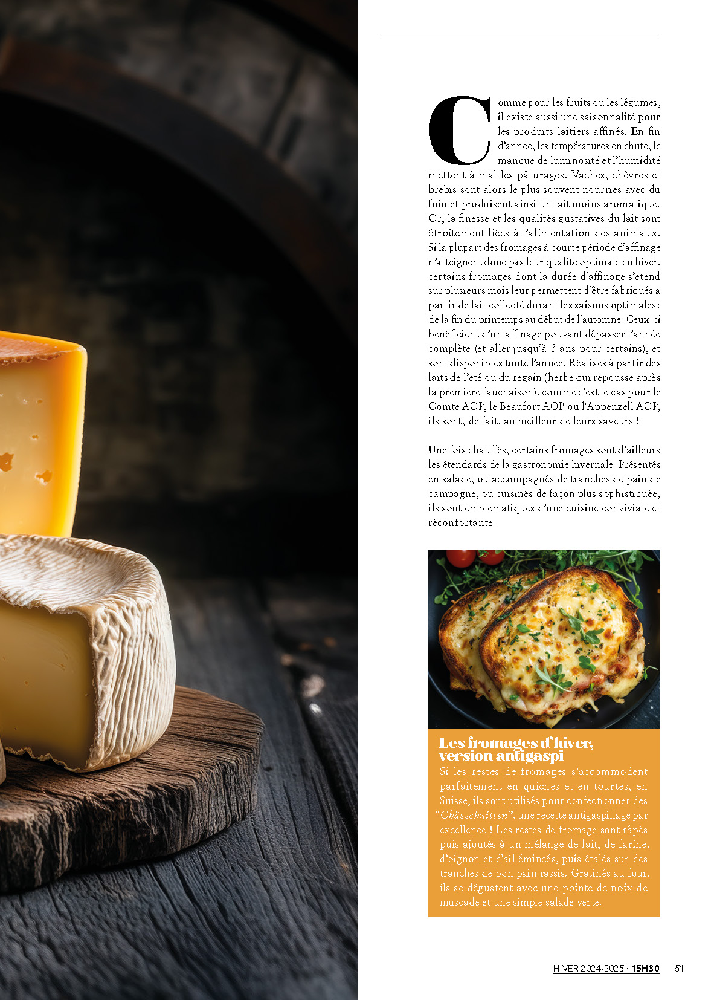 Comme pour les fruits ou les légumes,
il existe aussi une saisonnalité pour
les produits laitiers affinés. En fin
d’année, les températures en chute, le
manque de luminosité et l’humidité
mettent à mal les pâturages. Vaches, chèvres et
brebis sont alors le plus souvent nourries avec du
foin et produisent ainsi un lait moins aromatique.
Or, la finesse et les qualités gustatives du lait sont
étroitement liées à l’alimentation des animaux.
Si la plupart des fromages à courte période d’affinage
n’atteignent donc pas leur qualité optimale en hiver,
certains fromages dont la durée d’affinage s’étend
sur plusieurs mois leur permettent d’être fabriqués à
partir de lait collecté durant les saisons optimales :
de la fin du printemps au début de l’automne. Ceux-ci
bénéficient d’un affinage pouvant dépasser l’année
complète (et aller jusqu’à 3 ans pour certains), et
sont disponibles toute l’année. Réalisés à partir des
laits de l’été ou du regain (herbe qui repousse après
la première fauchaison), comme c’est le cas pour le
Comté AOP, le Beaufort AOP ou l'Appenzell AOP,
ils sont, de fait, au meilleur de leurs saveurs !
Une fois chauffés, certains fromages sont d’ailleurs
les étendards de la gastronomie hivernale. Présentés
en salade, ou accompagnés de tranches de pain de
campagne, ou cuisinés de façon plus sophistiquée,
ils sont emblématiques d’une cuisine conviviale et
réconfortante.
Les fromages d’hiver,
version antigaspi
Si les restes de fromages s'accommodent
parfaitement en quiches et en tourtes, en
Suisse, ils sont utilisés pour confectionner des
“Chässchnitten”, une recette antigaspillage par
excellence ! Les restes de fromage sont râpés
puis ajoutés à un mélange de lait, de farine,
d’oignon et d’ail émincés, puis étalés sur des
tranches de bon pain rassis. Gratinés au four,
ils se dégustent avec une pointe de noix de
muscade et une simple salade verte.
HIVER 2024-2025 · 15H30 51